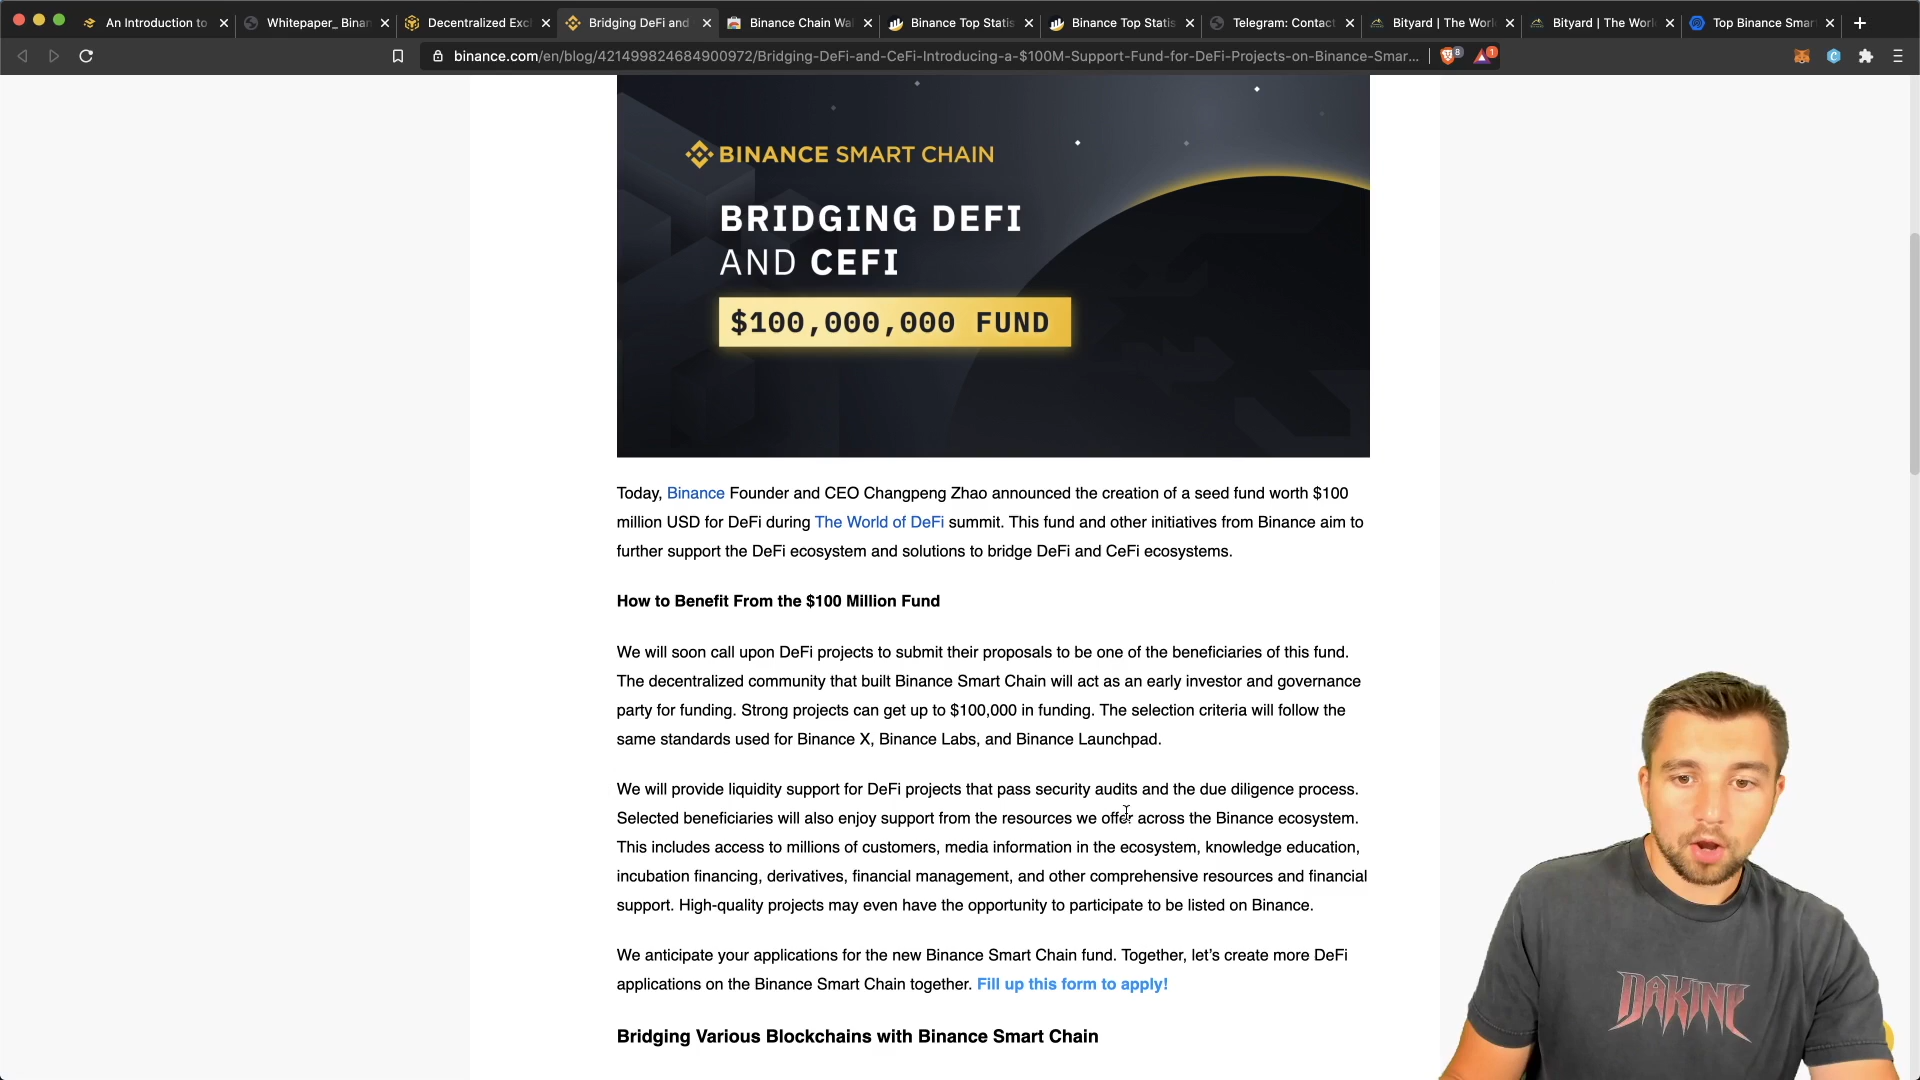 An Introduction to
Whitepaper_ Binan
Decentralized Exc
Bridging DeFi and
Binance Chain Wa
Binance Top Statis
Binance Top Statis
Telegram: Contact
Bityard | The Worl
Bityard | The Worl
Top Binance Smar
binance.com/en/blog/421499824684900972/Bridging-DeFi-and-CeFi-Introducing-a-$100M-Support-Fund-for-DeFi-Projects-on-Binance-Smar...
8
1
BINANCE SMART CHAIN
BRIDGING DEFI
AND CEFI
$100,000,000 FUND
Today, Binance Founder and CEO Changpeng Zhao announced the creation of a seed fund worth $100
million USD for DeFi during The World of DeFi summit. This fund and other initiatives from Binance aim to
further support the DeFi ecosystem and solutions to bridge DeFi and CeFi ecosystems.
How to Benefit From the $100 Million Fund
We will soon call upon DeFi projects to submit their proposals to be one of the beneficiaries of this fund.
The decentralized community that built Binance Smart Chain will act as an early investor and governance
party for funding. Strong projects can get up to $100,000 in funding. The selection criteria will follow the
same standards used for Binance X, Binance Labs, and Binance Launchpad.
We will provide liquidity support for DeFi projects that pass security audits and the due diligence process.
Selected beneficiaries will also enjoy support from the resources we offer across the Binance ecosystem.
This includes access to millions of customers, media information in the ecosystem, knowledge education,
incubation financing, derivatives, financial management, and other comprehensive resources and financial
support. High-quality projects may even have the opportunity to participate to be listed on Binance.
We anticipate your applications for the new Binance Smart Chain fund. Together, let's create more DeFi
applications on the Binance Smart Chain together. Fill up this form to apply!
Bridging Various Blockchains with Binance Smart Chain
DAKINE